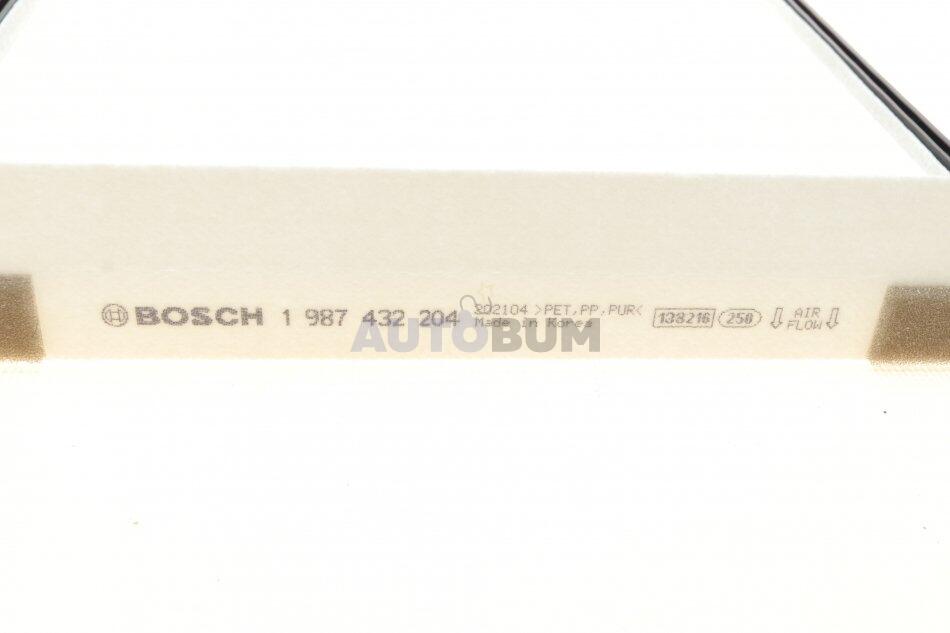 BOSCH 1 987 432 204
202104 >PET,PP,PUR<
Made in Korea
138216 250
AIR
FLOW
AUTOBUM